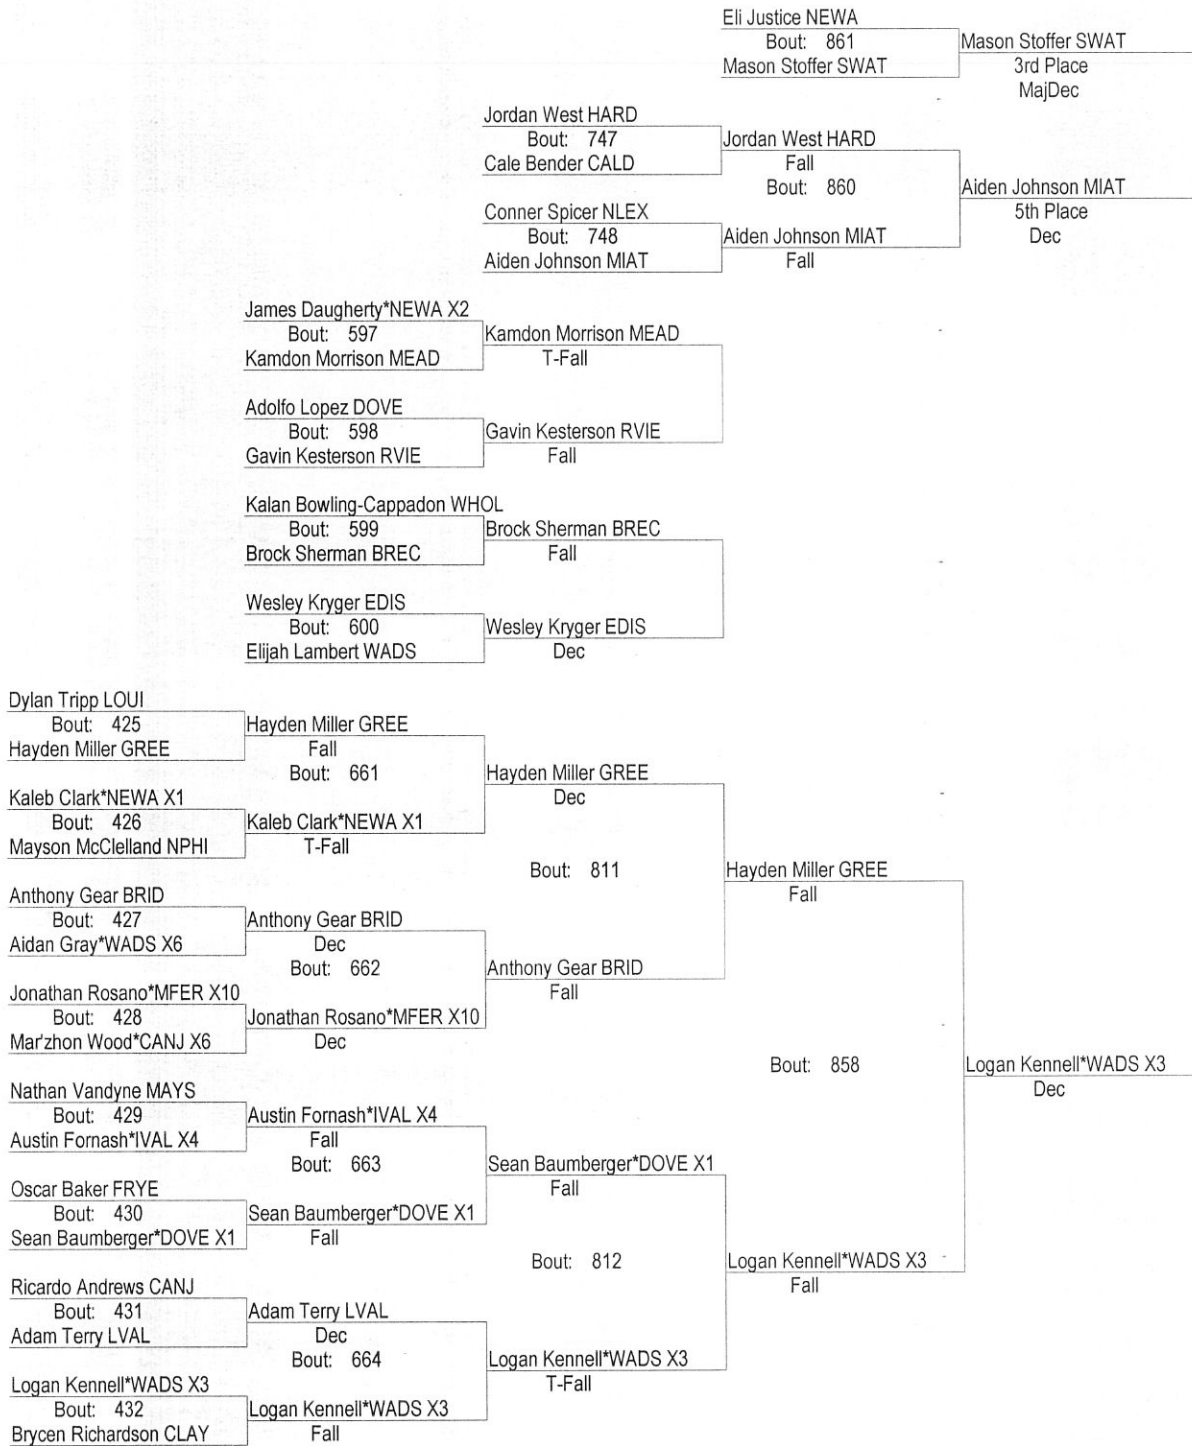 Eli Justice NEWA
Bout: 861
Mason Stoffer SWAT
Mason Stoffer SWAT
3rd Place
MajDec
Jordan West HARD
Bout: 747
Cale Bender CALD
Jordan West HARD
Fall
Bout: 860
Aiden Johnson MIAT
5th Place
Dec
Conner Spicer NLEX
Bout: 748
Aiden Johnson MIAT
Aiden Johnson MIAT
Fall
James Daugherty*NEWA X2
Bout: 597
Kamdon Morrison MEAD
Kamdon Morrison MEAD
T-Fall
Adolfo Lopez DOVE
Bout: 598
Gavin Kesterson RVIE
Gavin Kesterson RVIE
Fall
Kalan Bowling-Cappadon WHOL
Bout: 599
Brock Sherman BREC
Brock Sherman BREC
Fall
Wesley Kryger EDIS
Bout: 600
Elijah Lambert WADS
Wesley Kryger EDIS
Dec
Dylan Tripp LOUI
Bout: 425
Hayden Miller GREE
Hayden Miller GREE
Fall
Bout: 661
Hayden Miller GREE
Dec
Kaleb Clark*NEWA X1
Bout: 426
Mayson McClelland NPHI
Kaleb Clark*NEWA X1
T-Fall
Bout: 811
Hayden Miller GREE
Fall
Anthony Gear BRID
Bout: 427
Aidan Gray*WADS X6
Anthony Gear BRID
Dec
Bout: 662
Anthony Gear BRID
Fall
Jonathan Rosano*MFER X10
Bout: 428
Mar'zhon Wood*CANJ X6
Jonathan Rosano*MFER X10
Dec
Bout: 858
Logan Kennell*WADS X3
Dec
Nathan Vandyne MAYS
Bout: 429
Austin Fornash*IVAL X4
Austin Fornash*IVAL X4
Fall
Bout: 663
Sean Baumberger*DOVE X1
Fall
Oscar Baker FRYE
Bout: 430
Sean Baumberger*DOVE X1
Sean Baumberger*DOVE X1
Fall
Bout: 812
Logan Kennell*WADS X3
Fall
Ricardo Andrews CANJ
Bout: 431
Adam Terry LVAL
Adam Terry LVAL
Dec
Bout: 664
Logan Kennell*WADS X3
T-Fall
Logan Kennell*WADS X3
Bout: 432
Brycen Richardson CLAY
Logan Kennell*WADS X3
Fall